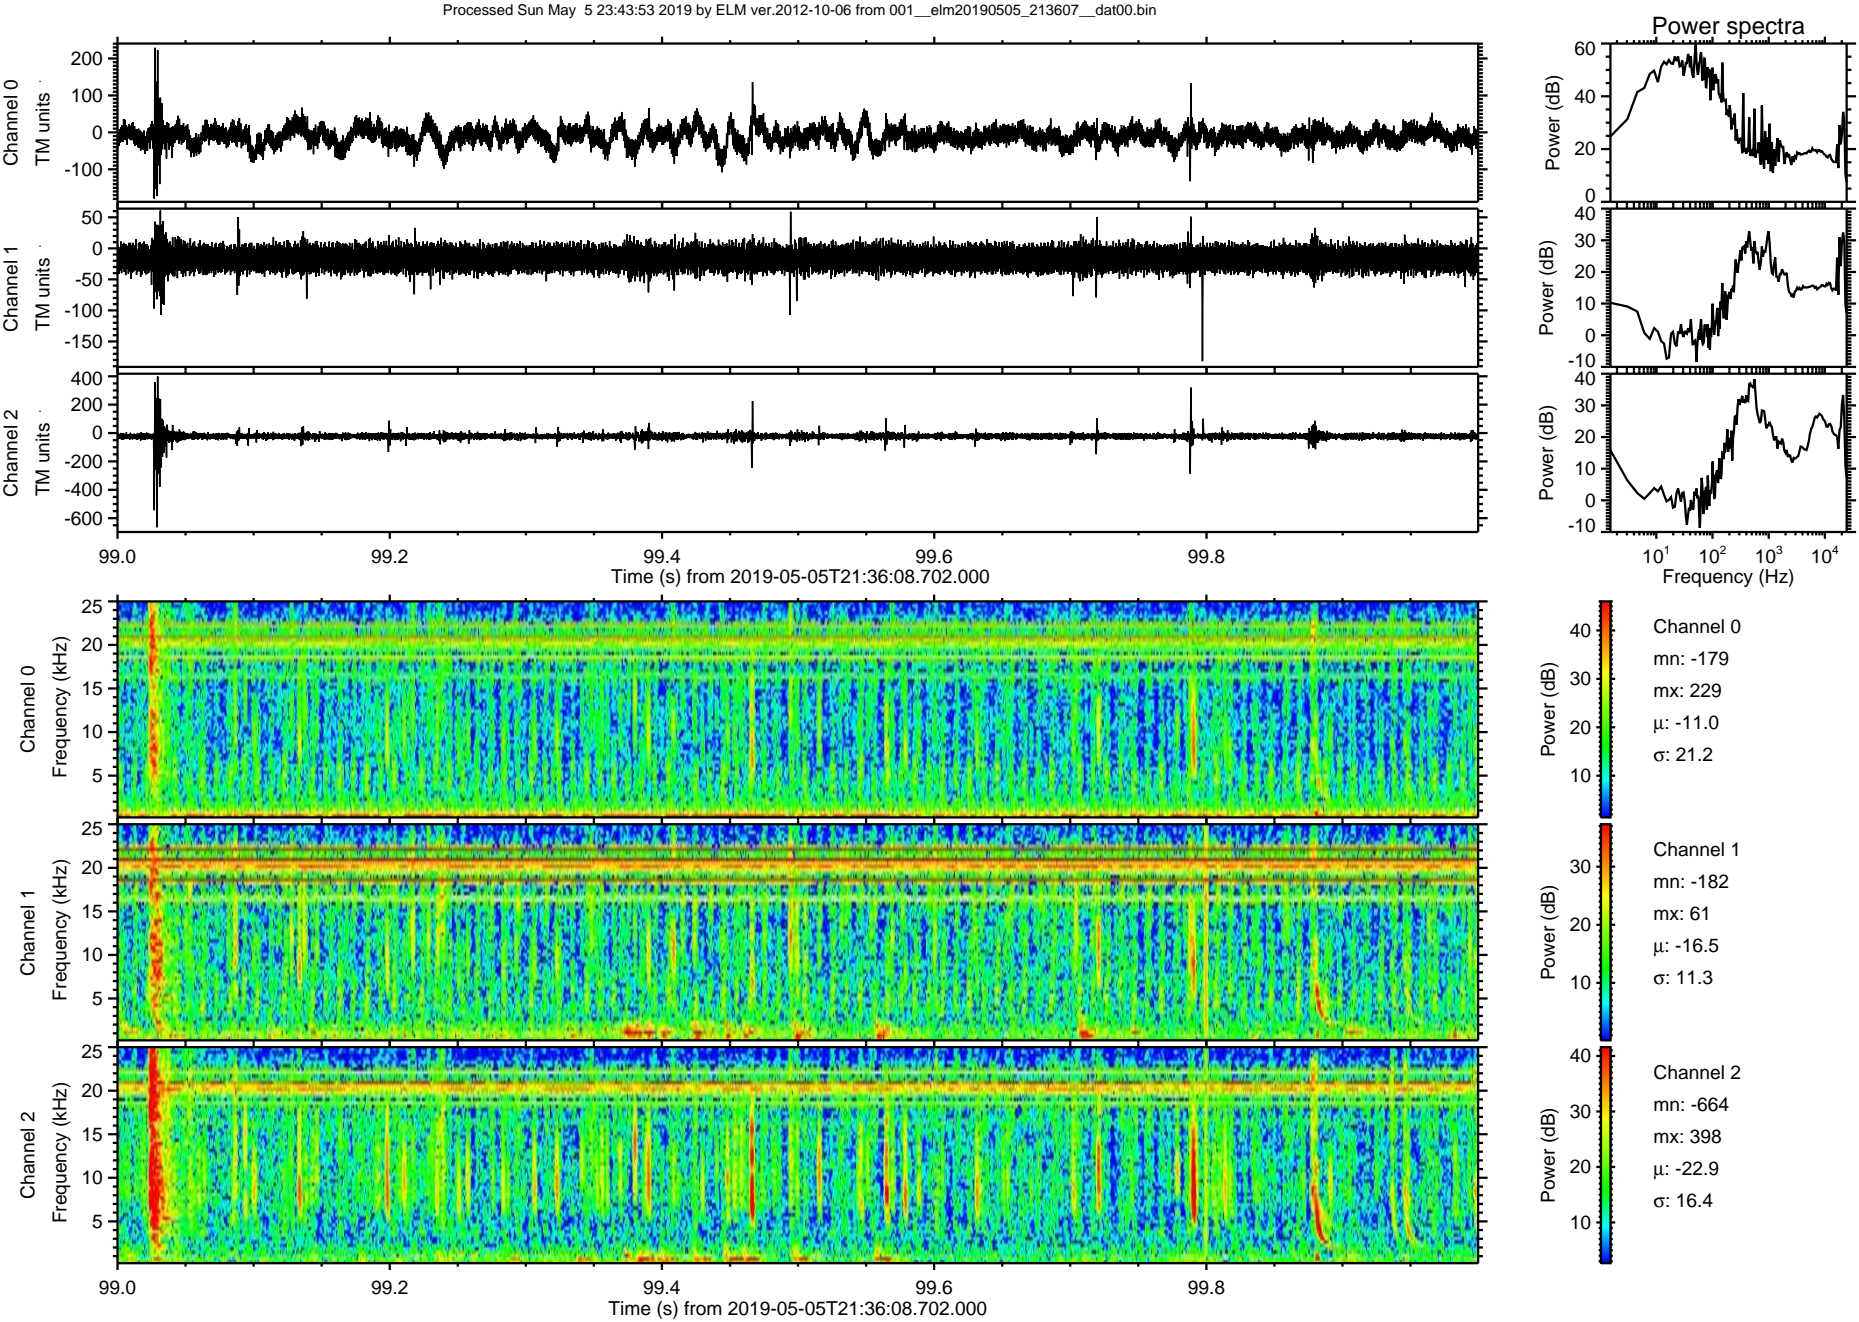 Processed Sun May  5 23:43:53 2019 by ELM ver.2012-10-06 from 001__elm20190505_213607__dat00.bin
Power spectra
Channel 0
TM units
200
100
0
-100
Power (dB)
60
40
20
0
Channel 1
TM units
50
0
-50
-100
-150
Power (dB)
40
30
20
10
0
-10
Channel 2
TM units
400
200
0
-200
-400
-600
Power (dB)
40
30
20
10
0
-10
99.0 99.2 99.4 99.6 99.8
Time (s) from 2019-05-05T21:36:08.702.000
10^1 10^2 10^3 10^4
Frequency (Hz)
Channel 0
Frequency (kHz)
25
20
15
10
5
Power (dB)
40
30
20
10
Channel 0
mn: -179
mx: 229
μ: -11.0
σ: 21.2
Channel 1
Frequency (kHz)
25
20
15
10
5
Power (dB)
30
20
10
Channel 1
mn: -182
mx: 61
μ: -16.5
σ: 11.3
Channel 2
Frequency (kHz)
25
20
15
10
5
Power (dB)
40
30
20
10
Channel 2
mn: -664
mx: 398
μ: -22.9
σ: 16.4
99.0 99.2 99.4 99.6 99.8
Time (s) from 2019-05-05T21:36:08.702.000